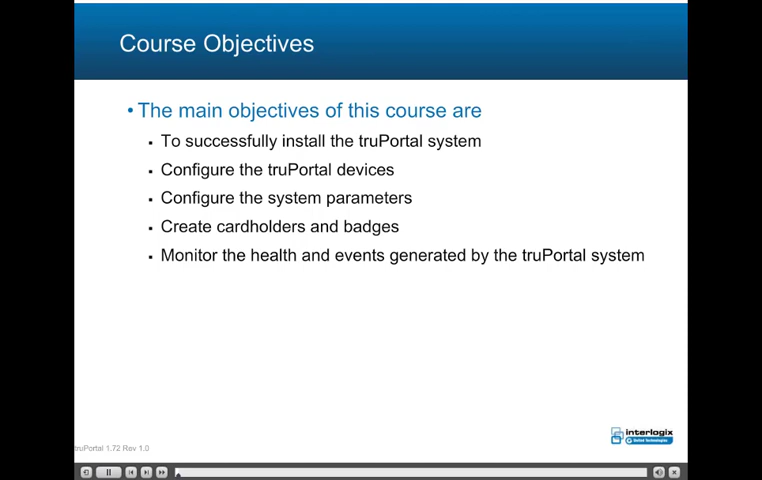 Course Objectives
• The main objectives of this course are
▪ To successfully install the truPortal system
▪ Configure the truPortal devices
▪ Configure the system parameters
▪ Create cardholders and badges
▪ Monitor the health and events generated by the truPortal system
interlogix
United Technologies
truPortal 1.72 Rev 1.0